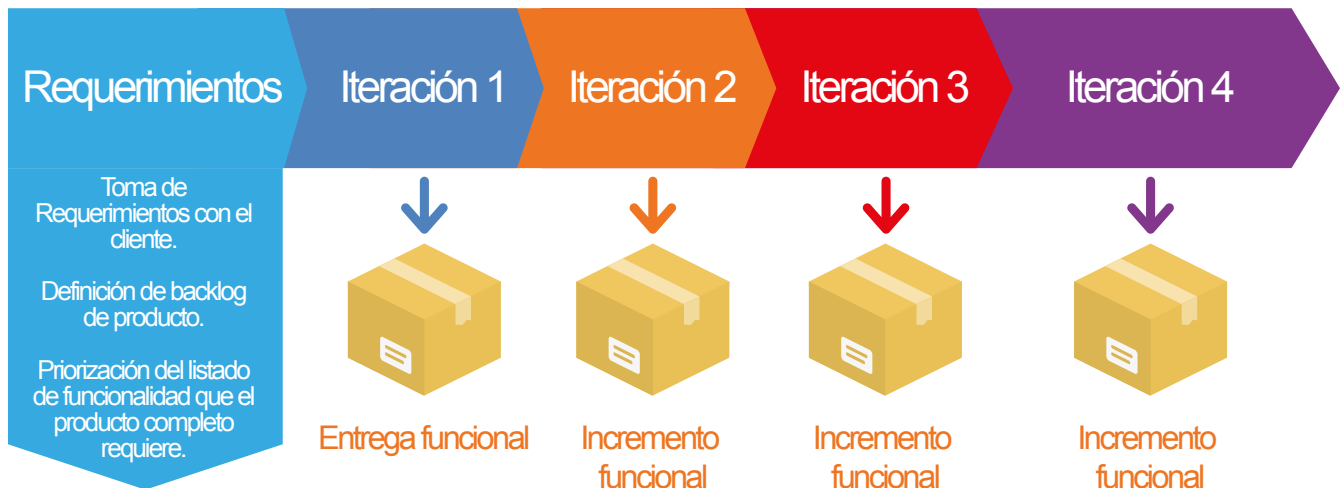 Requerimientos
Iteración 1
Iteración 2
Iteración 3
Iteración 4
Toma de
Requerimientos con el
cliente.
Definición de backlog
de producto.
Priorización del listado
de funcionalidad que el
producto completo
requiere.
Entrega funcional
Incremento
funcional
Incremento
funcional
Incremento
funcional